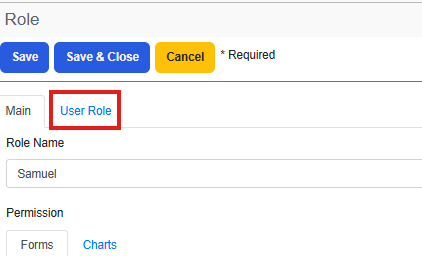 Role
Save Save & Close Cancel * Required
Main User Role
Role Name
Samuel
Permission
Forms Charts